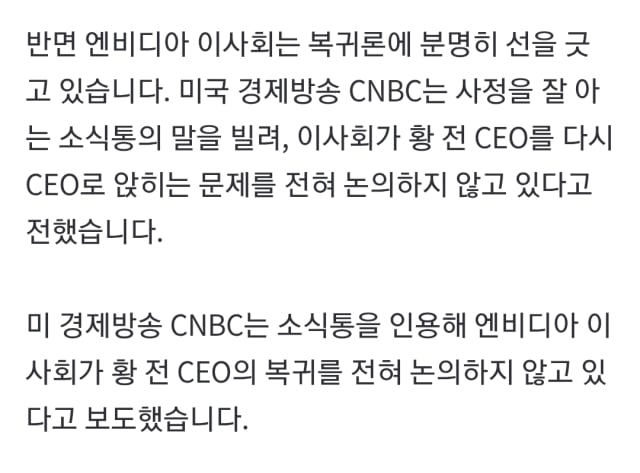 반면 엔비디아 이사회는 복귀론에 분명히 선을 긋
고 있습니다. 미국 경제방송 CNBC는 사정을 잘 아
는 소식통의 말을 빌려, 이사회가 황 전 CEO를 다시
CEO로 앉히는 문제를 전혀 논의하지 않고 있다고
전했습니다.
미 경제방송 CNBC는 소식통을 인용해 엔비디아 이
사회가 황 전 CEO의 복귀를 전혀 논의하지 않고 있
다고 보도했습니다.